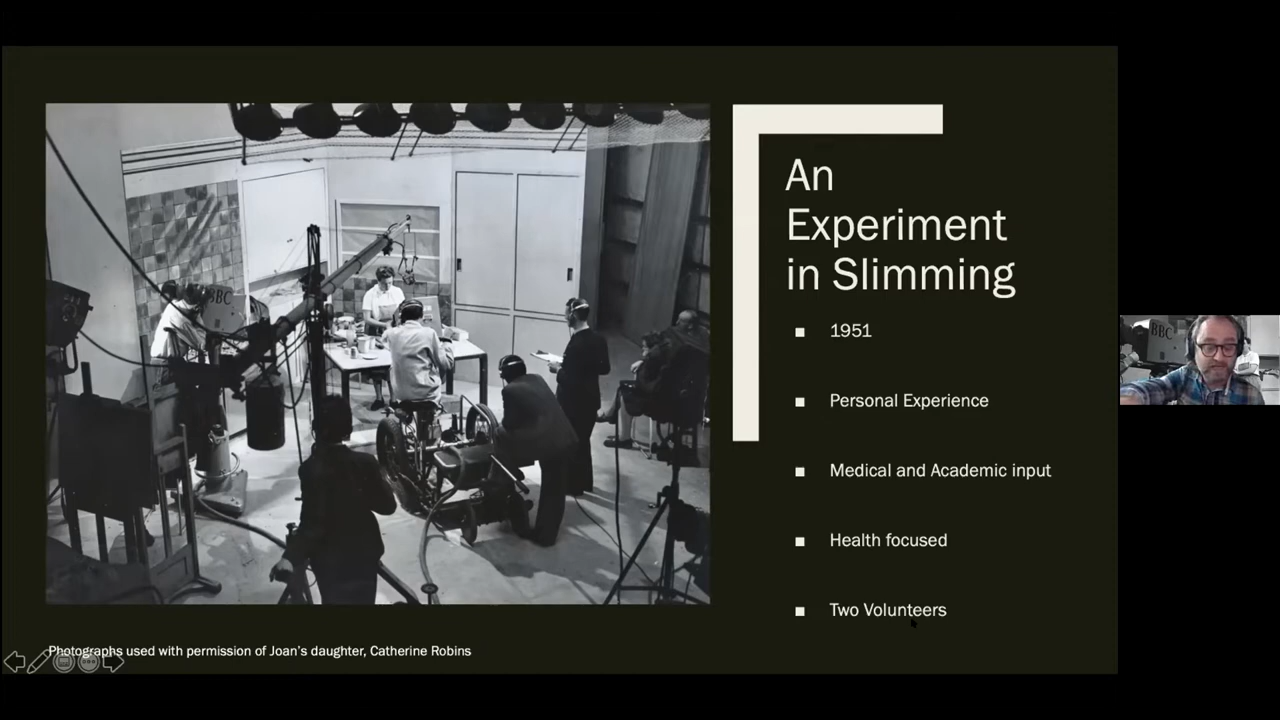 BBC
An
Experiment
in Slimming
1951
Personal Experience
Medical and Academic input
Health focused
Two Volunteers
Photographs used with permission of Joan's daughter, Catherine Robins
BBC